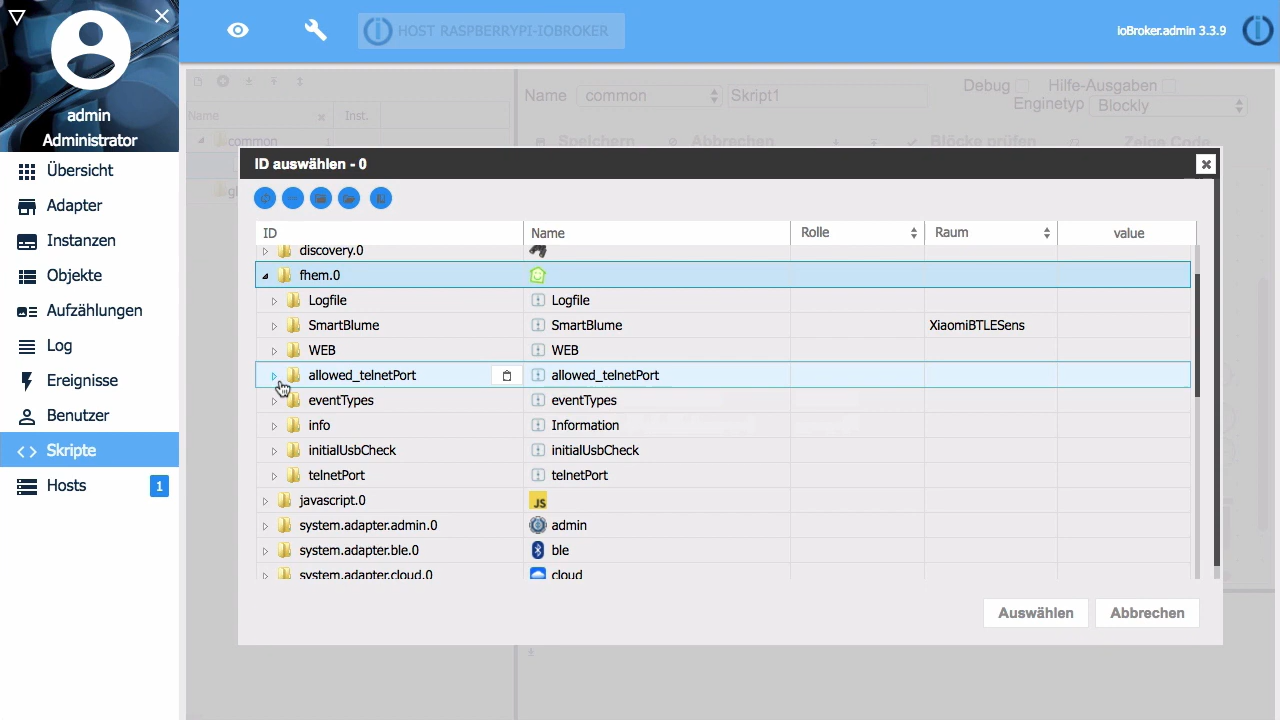 HOST RASPBERRYPI-IOBROKER
ioBroker.admin 3.3.9
admin
Administrator
Übersicht
Adapter
Instanzen
Objekte
Aufzählungen
Log
Ereignisse
Benutzer
Skripte
Hosts 1
Name Inst.
common 1
Name common Skript1
Debug Hilfe-Ausgaben
Enginetyp Blockly
Speichern Abbrechen Blöcke prüfen Zeige Code
ID auswählen - 0
ID Name Rolle Raum value
discovery.0
fhem.0
Logfile Logfile
SmartBlume SmartBlume XiaomiBTLESens
WEB WEB
allowed_telnetPort allowed_telnetPort
eventTypes eventTypes
info Information
initialUsbCheck initialUsbCheck
telnetPort telnetPort
javascript.0 JS
system.adapter.admin.0 admin
system.adapter.ble.0 ble
system.adapter.cloud.0 cloud
Auswählen Abbrechen